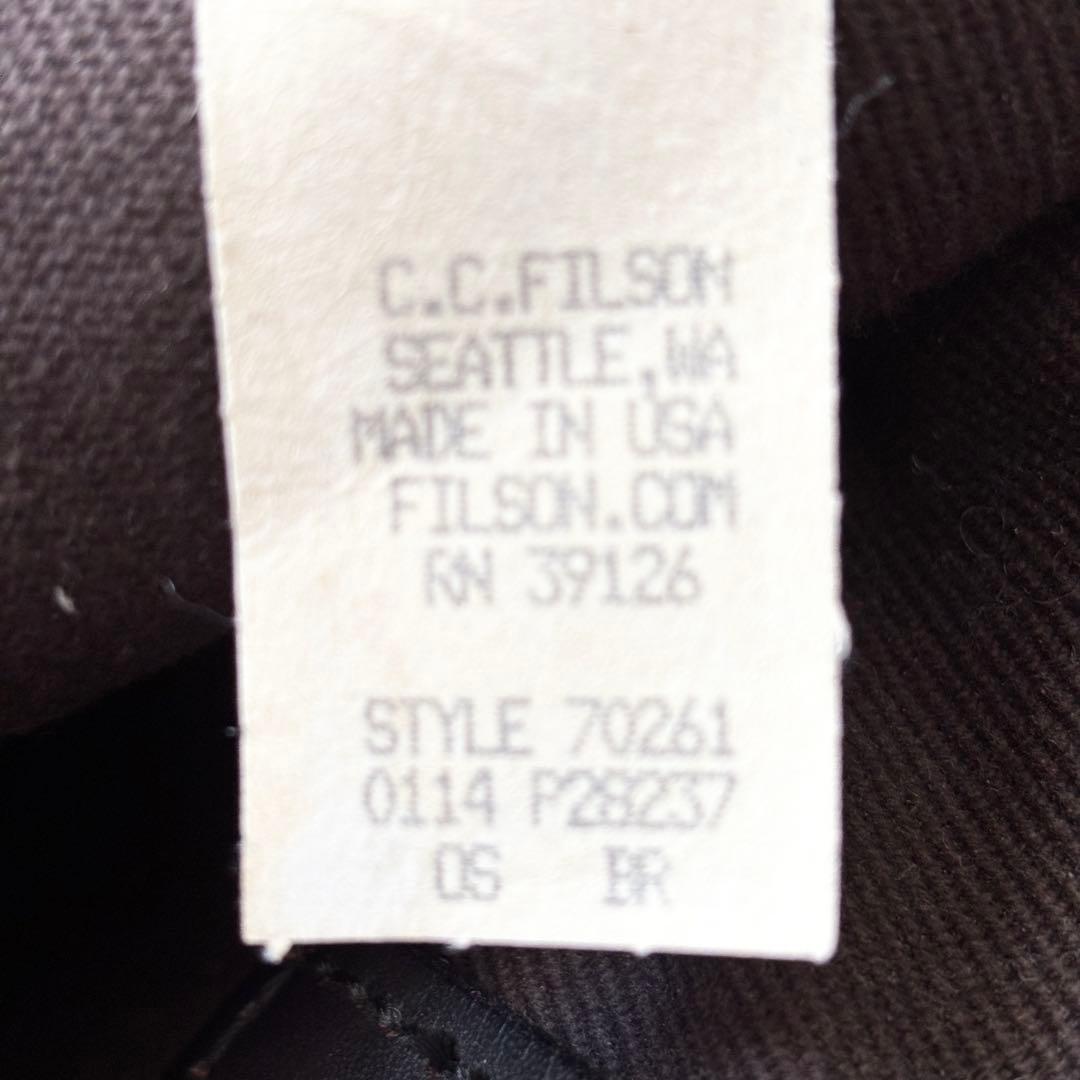 C.C.FILSON
SEATTLE,WA
MADE IN USA
FILSON.COM
RN 39126
STYLE 70261
0114 P28237
OS BR